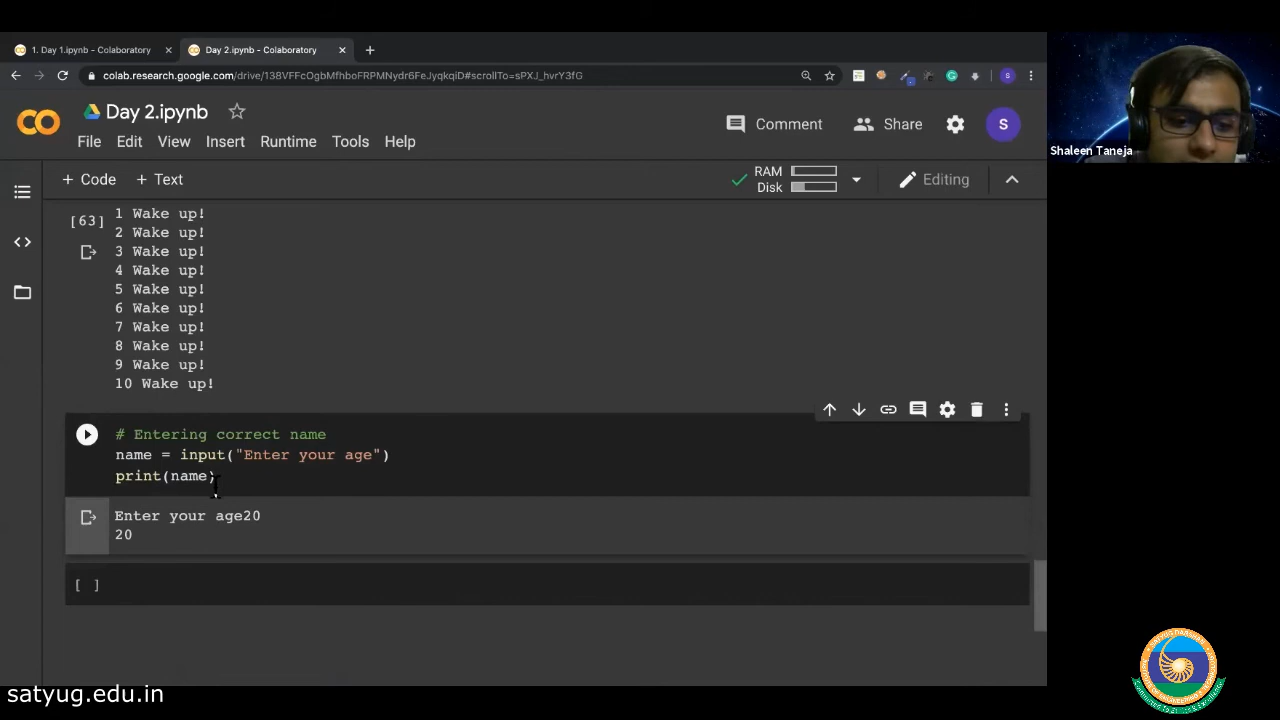 1. Day 1.ipynb - Colaboratory
Day 2.ipynb - Colaboratory
colab.research.google.com/drive/138VFFcOgbMfhboFRPMNydr6FeJyqkqiD#scrollTo=sPXJ_hvrY3fG
S
CO
Day 2.ipynb
Comment
Share
S
File Edit View Insert Runtime Tools Help
Shaleen Taneja
+ Code + Text
RAM
Disk
Editing
[63]
1 Wake up!
2 Wake up!
3 Wake up!
4 Wake up!
5 Wake up!
6 Wake up!
7 Wake up!
8 Wake up!
9 Wake up!
10 Wake up!
# Entering correct name
name = input("Enter your age")
print(name)
Enter your age20
20
[ ]
satyug.edu.in